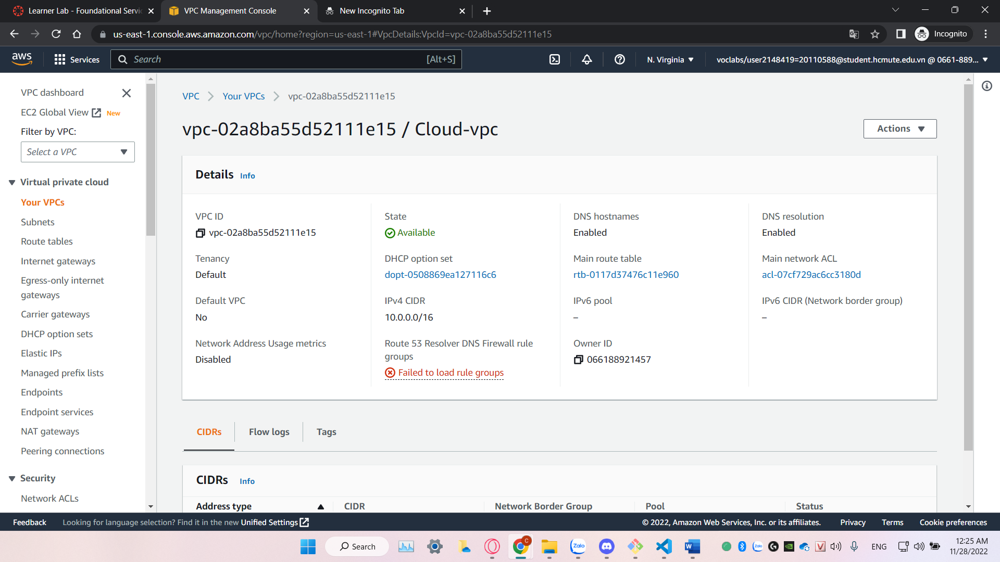 Learner Lab - Foundational Servic
VPC Management Console
New Incognito Tab
us-east-1.console.aws.amazon.com/vpc/home?region=us-east-1#VpcDetails:VpcId=vpc-02a8ba55d52111e15
Incognito
aws
Services
Search
[Alt+S]
N. Virginia
voclabs/user2148419=20110588@student.hcmute.edu.vn @ 0661-889...
VPC dashboard
EC2 Global View New
Filter by VPC:
Select a VPC
Virtual private cloud
Your VPCs
Subnets
Route tables
Internet gateways
Egress-only internet
gateways
Carrier gateways
DHCP option sets
Elastic IPs
Managed prefix lists
Endpoints
Endpoint services
NAT gateways
Peering connections
Security
Network ACLs
VPC
Your VPCs
vpc-02a8ba55d52111e15
vpc-02a8ba55d52111e15 / Cloud-vpc
Actions
Details Info
VPC ID
vpc-02a8ba55d52111e15
State
Available
DNS hostnames
Enabled
DNS resolution
Enabled
Tenancy
Default
DHCP option set
dopt-0508869ea127116c6
Main route table
rtb-0117d37476c11e960
Main network ACL
acl-07cf729ac6cc3180d
Default VPC
No
IPv4 CIDR
10.0.0.0/16
IPv6 pool
–
IPv6 CIDR (Network border group)
–
Network Address Usage metrics
Disabled
Route 53 Resolver DNS Firewall rule
groups
Failed to load rule groups
Owner ID
066188921457
CIDRs
Flow logs
Tags
CIDRs Info
Address type
CIDR
Network Border Group
Pool
Status
Feedback
Looking for language selection? Find it in the new Unified Settings
© 2022, Amazon Web Services, Inc. or its affiliates.
Privacy
Terms
Cookie preferences
Search
C
Zalo
W
Zalo
V
ENG
12:25 AM
11/28/2022